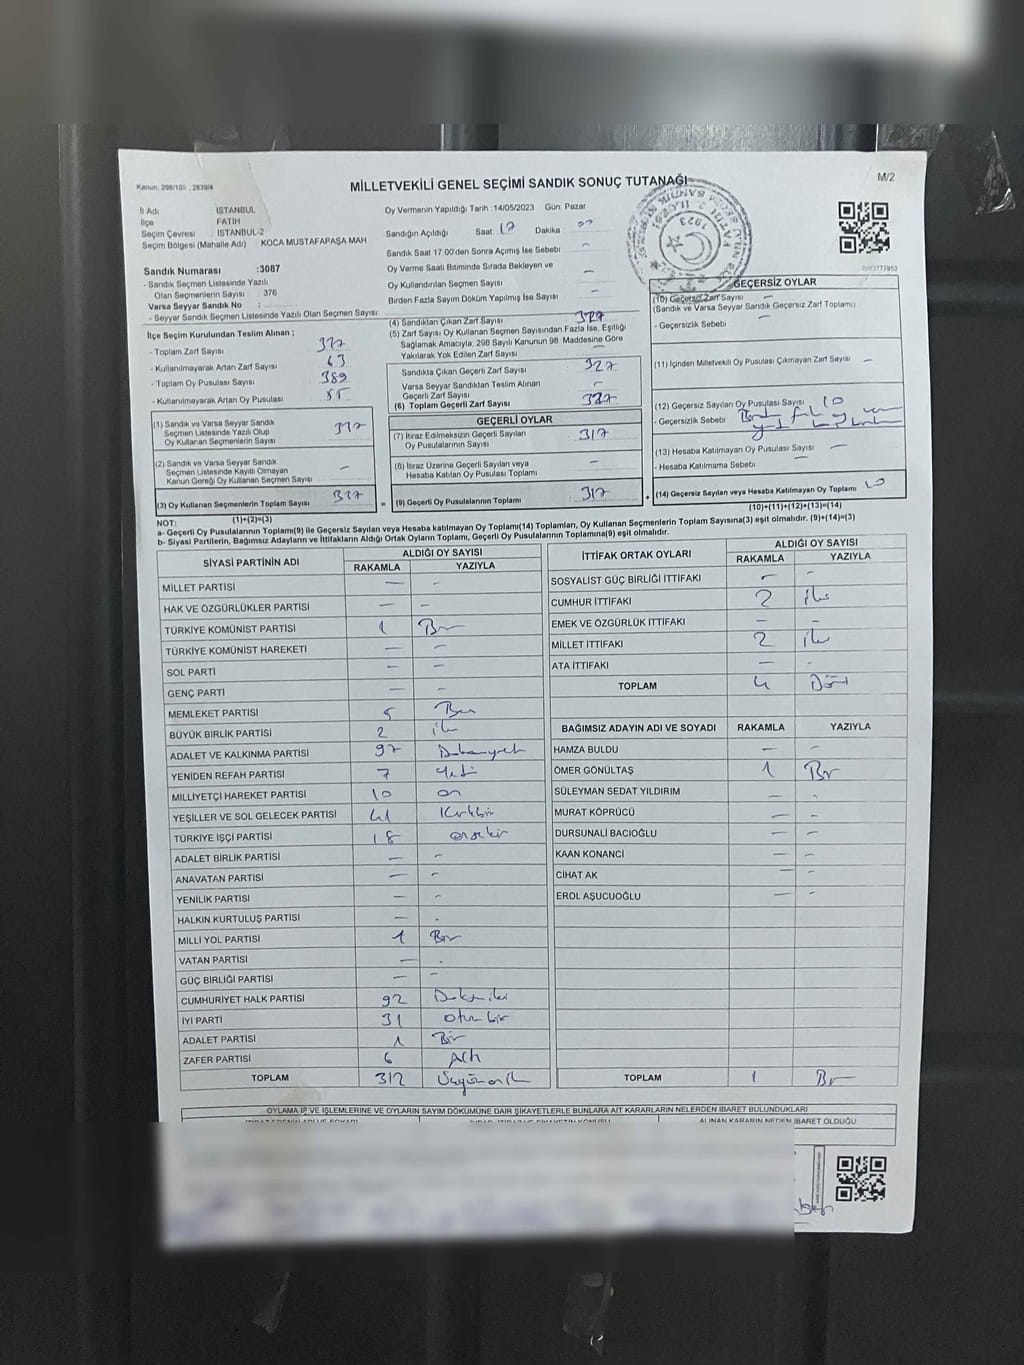 Kanun, 298/105 , 2839/4
MİLLETVEKİLİ GENEL SEÇİMİ SANDIK SONUÇ TUTANAĞI
M/2
İl Adı : İSTANBUL
İlçe : FATİH
Seçim Çevresi : İSTANBUL-2
Seçim Bölgesi (Mahalle Adı) KOCA MUSTAFAPAŞA MAH
Sandık Numarası :3087
- Sandık Seçmen Listesinde Yazılı
Olan Seçmenlerin Sayısı : 376
Varsa Seyyar Sandık No :
- Seyyar Sandık Seçmen Listesinde Yazılı Olan Seçmen Sayısı :
Oy Vermenin Yapıldığı Tarih :14/05/2023 Gün Pazar
Sandığın Açıldığı Saat 17 Dakika
Sandık Saat 17:00'den Sonra Açımış İse Sebebi –
Oy Verme Saati Bitiminde Sırada Bekleyen ve
Oy Kullandırılan Seçmen Sayısı –
Birden Fazla Sayım Döküm Yapılmış İse Sayısı –
İlçe Seçim Kurulundan Teslim Alınan :
- Toplam Zarf Sayısı
- Kullanılmayarak Artan Zarf Sayısı 63
- Toplam Oy Pusulası Sayısı 389
- Kullanılmayarak Artan Oy Pusulası
(1) Sandık ve Varsa Seyyar Sandık
Seçmen Listesinde Yazılı Olup
Oy Kullanan Seçmenlerin Sayısı
(2) Sandık ve Varsa Seyyar Sandık
Seçmen Listesinde Kayıtlı Olmayan
Kanun Gereği Oy Kullanan Seçmen Sayısı –
(3) Oy Kullanan Seçmenlerin Toplam Sayısı
(1)+(2)=(3)
(4) Sandıktan Çıkan Zarf Sayısı 327
(5) Zarf Sayısı Oy Kullanan Seçmen Sayısından Fazla İse, Eşitliği
Sağlamak Amacıyla, 298 Sayılı Kanunun 98. Maddesine Göre
Yakılarak Yok Edilen Zarf Sayısı –
Sandıkta Çıkan Geçerli Zarf Sayısı 327
Varsa Seyyar Sandıktan Teslim Alınan
Geçerli Zarf Sayısı –
(6) Toplam Geçerli Zarf Sayısı 327
GEÇERLİ OYLAR
(7) İtiraz Edilmeksizin Geçerli Sayılan
Oy Pusulalarının Sayısı 317
(8) İtiraz Üzerine Geçerli Sayılan veya
Hesaba Katılan Oy Pusulası Toplamı –
= (9) Geçerli Oy Pusulalarının Toplamı 317
GEÇERSİZ OYLAR
(10) Geçersiz Zarf Sayısı –
(Sandık ve Varsa Seyyar Sandık Geçersiz Zarf Toplamı)
- Geçersizlik Sebebi
(11) İçinden Milletvekili Oy Pusulası Çıkmayan Zarf Sayısı –
(12) Geçersiz Sayılan Oy Pusulası Sayısı 10
- Geçersizlik Sebebi
(13) Hesaba Katılmayan Oy Pusulası Sayısı –
- Hesaba Katılmama Sebebi –
+ (14) Geçersiz Sayılan veya Hesaba Katılmayan Oy Toplamı 10
(10)+(11)+(12)+(13)=(14)
NOT:
a- Geçerli Oy Pusulalarının Toplamı(9) ile Geçersiz Sayılan veya Hesaba katılmayan Oy Toplamı(14) Toplamları, Oy Kullanan Seçmenlerin Toplam Sayısına(3) eşit olmalıdır. (9)+(14)=(3)
b- Siyasi Partilerin, Bağımsız Adayların ve İttifakların Aldığı Ortak Oyların Toplamı, Geçerli Oy Pusulalarının Toplamına(9) eşit olmalıdır.
SİYASİ PARTİNİN ADI ALDIĞI OY SAYISI
RAKAMLA YAZIYLA
MİLLET PARTİSİ – –
HAK VE ÖZGÜRLÜKLER PARTİSİ – –
TÜRKİYE KOMÜNİST PARTİSİ 1 Bir
TÜRKİYE KOMÜNİST HAREKETİ – –
SOL PARTİ – –
GENÇ PARTİ – –
MEMLEKET PARTİSİ 5 Beş
BÜYÜK BİRLİK PARTİSİ 2 iki
ADALET VE KALKINMA PARTİSİ 97 Doksanyedi
YENİDEN REFAH PARTİSİ 7 Yedi
MİLLİYETÇİ HAREKET PARTİSİ 10 on
YEŞİLLER VE SOL GELECEK PARTİSİ 41 Kırkbir
TÜRKİYE İŞÇİ PARTİSİ 18 onsekiz
ADALET BİRLİK PARTİSİ – –
ANAVATAN PARTİSİ – –
YENİLİK PARTİSİ – –
HALKIN KURTULUŞ PARTİSİ – –
MİLLİ YOL PARTİSİ 1 Bir
VATAN PARTİSİ – –
GÜÇ BİRLİĞİ PARTİSİ – –
CUMHURİYET HALK PARTİSİ 92 Doksaniki
İYİ PARTİ 31 otuzbir
ADALET PARTİSİ 1 Bir
ZAFER PARTİSİ 6 Altı
TOPLAM 312 Üçyüzoniki
İTTİFAK ORTAK OYLARI ALDIĞI OY SAYISI
RAKAMLA YAZIYLA
SOSYALİST GÜÇ BİRLİĞİ İTTİFAKI – –
CUMHUR İTTİFAKI 2 iki
EMEK VE ÖZGÜRLÜK İTTİFAKI – –
MİLLET İTTİFAKI 2 iki
ATA İTTİFAKI – –
TOPLAM 4 Dört
BAĞIMSIZ ADAYIN ADI VE SOYADI RAKAMLA YAZIYLA
HAMZA BULDU – –
ÖMER GÖNÜLTAŞ 1 Bir
SÜLEYMAN SEDAT YILDIRIM – –
MURAT KÖPRÜCÜ – –
DURSUNALİ BACIOĞLU – –
KAAN KONANCİ – –
CİHAT AK – –
EROL AŞUCUOĞLU – –
TOPLAM 1 Bir
OYLAMA İŞ VE İŞLEMLERİNE VE OYLARIN SAYIM DÖKÜMÜNE DAİR ŞİKAYETLERLE BUNLARA AİT KARARLARIN NELERDEN İBARET BULUNDUKLARI
ALINAN KARARIN NEDEN İBARET OLDUĞU